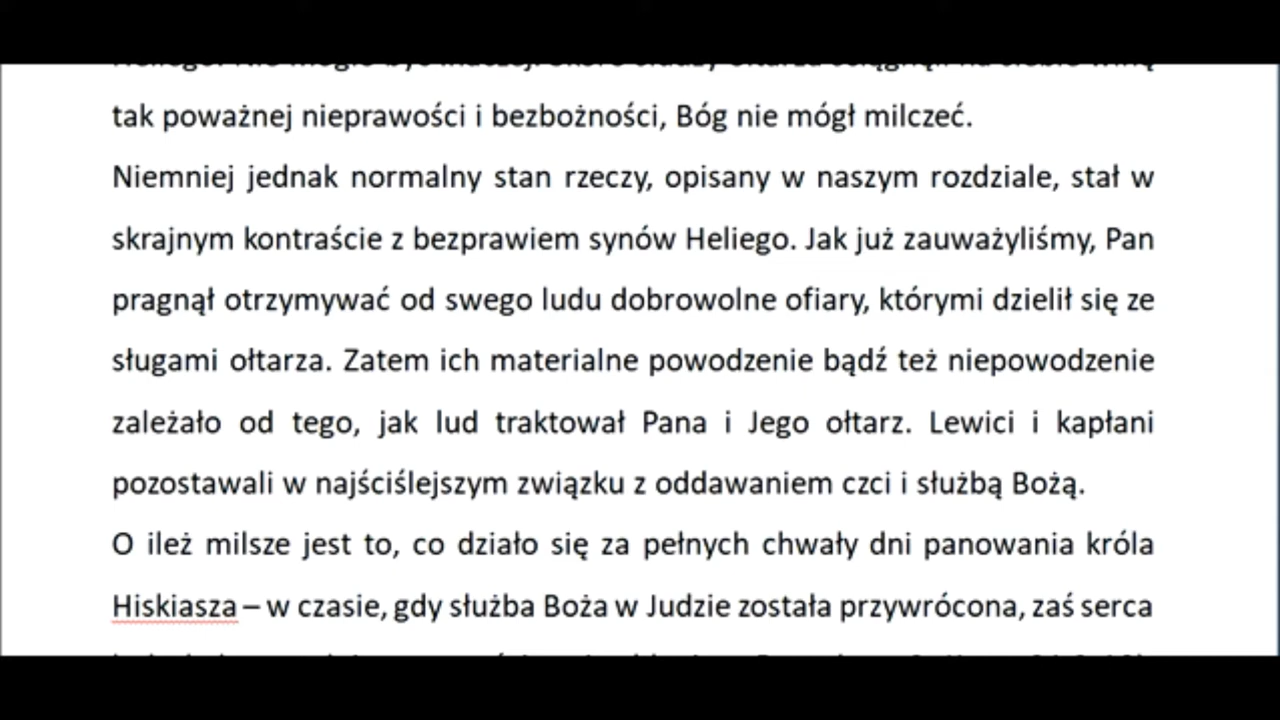 tak poważnej nieprawości i bezbożności, Bóg nie mógł milczeć.
Niemniej jednak normalny stan rzeczy, opisany w naszym rozdziale, stał w
skrajnym kontraście z bezprawiem synów Heliego. Jak już zauważyliśmy, Pan
pragnął otrzymywać od swego ludu dobrowolne ofiary, którymi dzielił się ze
sługami ołtarza. Zatem ich materialne powodzenie bądź też niepowodzenie
zależało od tego, jak lud traktował Pana i Jego ołtarz. Lewici i kapłani
pozostawali w najściślejszym związku z oddawaniem czci i służbą Bożą.
O ileż milsze jest to, co działo się za pełnych chwały dni panowania króla
Hiskiasza – w czasie, gdy służba Boża w Judzie została przywrócona, zaś serca